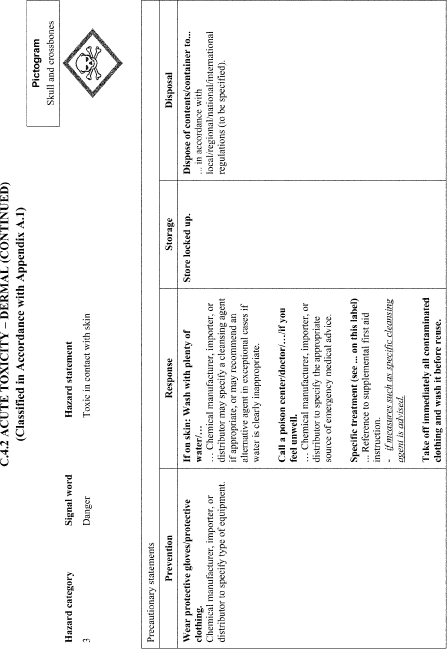 C.4.2 ACUTE TOXICITY – DERMAL (CONTINUED)
(Classified in Accordance with Appendix A.1)
Pictogram
Skull and crossbones
Hazard category
Signal word
Hazard statement
3
Danger
Toxic in contact with skin
Precautionary statements
Prevention
Response
Storage
Disposal
Wear protective gloves/protective
clothing.
Chemical manufacturer, importer, or
distributor to specify type of equipment.
If on skin: Wash with plenty of
water/…
… Chemical manufacturer, importer, or
distributor may specify a cleansing agent
if appropriate, or may recommend an
alternative agent in exceptional cases if
water is clearly inappropriate.
Call a poison center/doctor/…/if you
feel unwell.
… Chemical manufacturer, importer, or
distributor to specify the appropriate
source of emergency medical advice.
Specific treatment (see ... on this label)
... Reference to supplemental first aid
instruction.
- if measures such as specific cleansing
agent is advised.
Take off immediately all contaminated
clothing and wash it before reuse.
Store locked up.
Dispose of contents/container to...
... in accordance with
local/regional/national/international
regulations (to be specified).